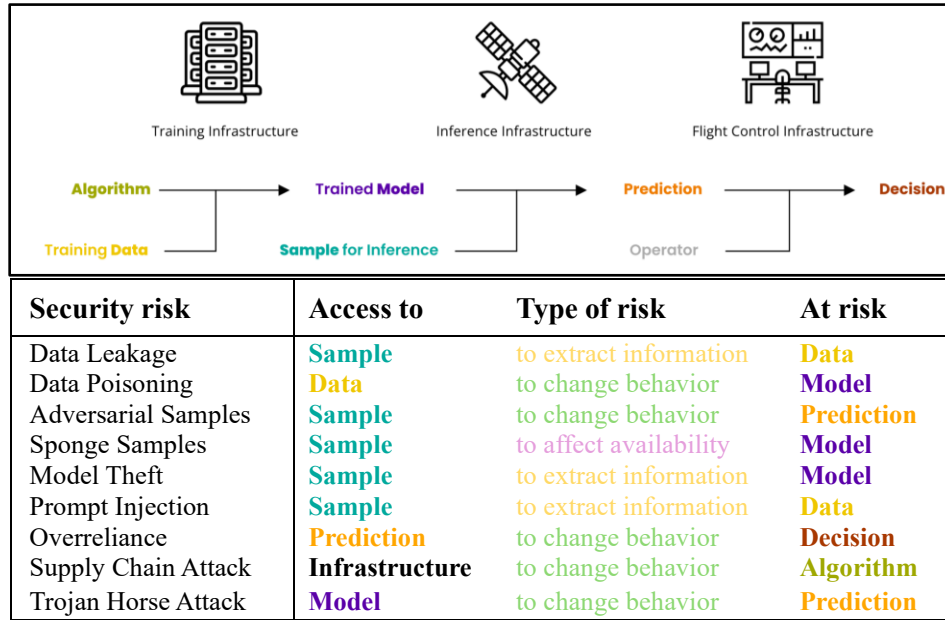 Training Infrastructure Inference Infrastructure Flight Control Infrastructure
Algorithm Trained Model Prediction Decision
Training Data Sample for Inference Operator
Security risk Access to Type of risk At risk
Data Leakage Sample to extract information Data
Data Poisoning Data to change behavior Model
Adversarial Samples Sample to change behavior Prediction
Sponge Samples Sample to affect availability Model
Model Theft Sample to extract information Model
Prompt Injection Sample to extract information Data
Overreliance Prediction to change behavior Decision
Supply Chain Attack Infrastructure to change behavior Algorithm
Trojan Horse Attack Model to change behavior Prediction